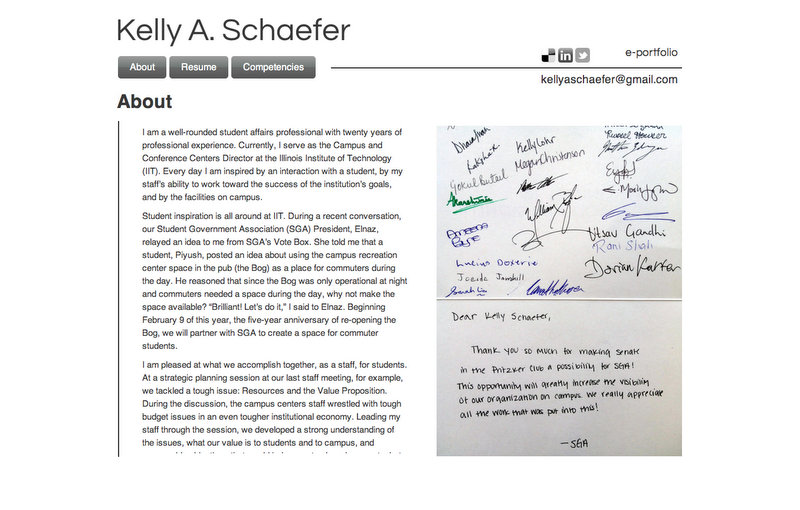 Kelly A. Schaefer
About
Resume
Competencies
in
e-portfolio
kellyaschaefer@gmail.com
About
I am a well-rounded student affairs professional with twenty years of
professional experience. Currently, I serve as the Campus and
Conference Centers Director at the Illinois Institute of Technology
(IIT). Every day I am inspired by an interaction with a student, by my
staff's ability to work toward the success of the institution's goals,
and by the facilities on campus.
Student inspiration is all around at IIT. During a recent conversation,
our Student Government Association (SGA) President, Elnaz,
relayed an idea to me from SGA's Vote Box. She told me that a
student, Piyush, posted an idea about using the campus recreation
center space in the pub (the Bog) as a place for commuters during
the day. He reasoned that since the Bog was only operational at night
and commuters needed a space during the day, why not make the
space available? “Brilliant! Let's do it,” I said to Elnaz. Beginning
February 9 of this year, the five-year anniversary of re-opening the
Bog, we will partner with SGA to create a space for commuter
students.
I am pleased at what we accomplish together, as a staff, for students.
At a strategic planning session at our last staff meeting, for example,
we tackled a tough issue: Resources and the Value Proposition.
During the discussion, the campus centers staff wrestled with tough
budget issues in an even tougher institutional economy. Leading my
staff through the session, we developed a strong understanding of
the issues, what our value is to students and to campus, and
Kelly Lohr
Megan Christenson
William
Utsav Gandhi
Rani Shah
Lucius
Dorian Karter
Dear Kelly Schaefer,
Thank you so much for making senate
in the Pritzker Club a possibility for SGA!
This opportunity will greatly increase the visibility
of our organization on campus. We really appreciate
all the work that was put into this!
—SGA